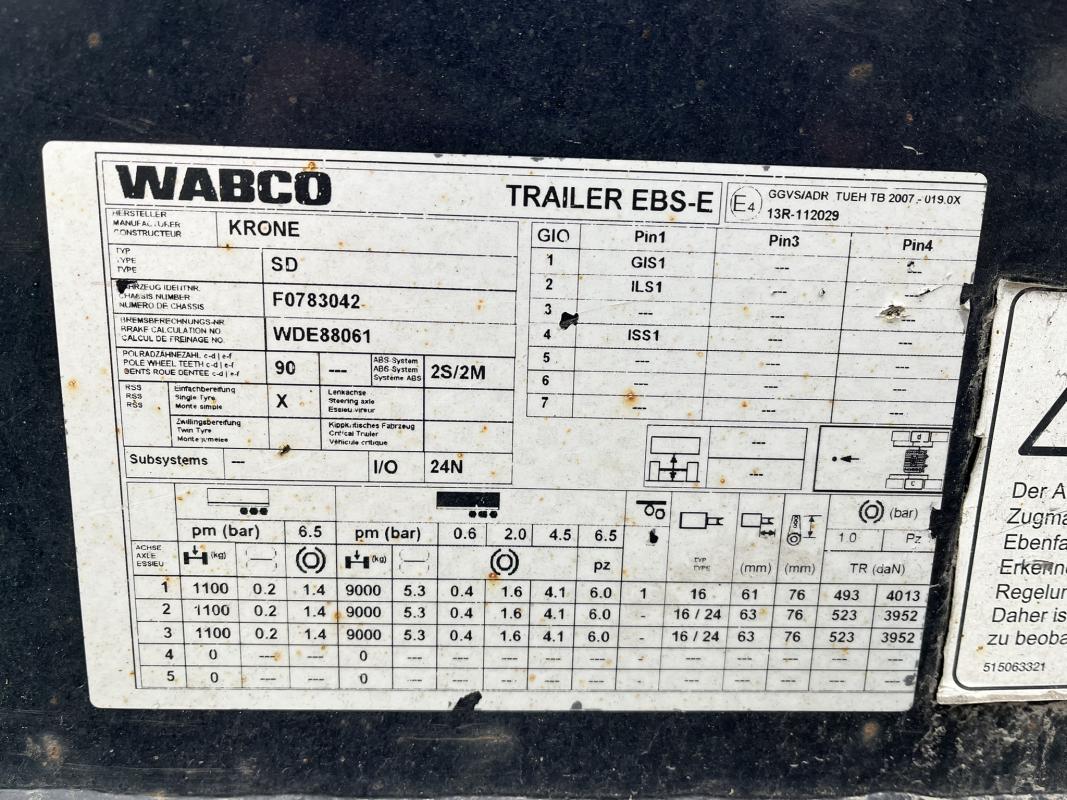 WABCO
TRAILER EBS-E
E4
GGVS/ADR TUEH TB 2007 - 019.0X
13R-112029
HERSTELLER
MANUFACTURER
CONSTRUCTEUR
KRONE
TYP
TYPE
TYPE
SD
FAHRZEUG IDENTNR.
CHASSIS NUMBER
NUMERO DE CHASSIS
F0783042
BREMSBERECHNUNGS-NR.
BRAKE CALCULATION NO.
CALCUL DE FREINAGE NO.
WDE88061
POLRADZÄHNEZAHL c-d | e-f
POLE WHEEL TEETH c-d | e-f
DENTS ROUE DENTEE c-d | e-f
90 ---
ABS-System
ABS-System
Système ABS
2S/2M
RSS
RSS
RSS
Einfachbereifung
Single Tyre
Monte simple
X
Lenkachse
Steering axle
Essieu vireur
Zwillingsbereifung
Twin Tyre
Monte jumelee
Kippkritisches Fahrzeug
Critical Trailer
Véhicule critique
Subsystems --- I/O 24N
GIO Pin1 Pin3 Pin4
1 GIS1 ---
2 ILS1 --- ---
3 --- ---
4 ISS1 --- ---
5 --- --- ---
6 --- --- ---
7 --- --- ---
---
---
d
c
pm (bar) 6.5 pm (bar) 0.6 2.0 4.5 6.5
(bar)
1.0 Pz
ACHSE
AXLE
ESSIEU
(kg) (kg) pz
TYP
TYPE
(mm) (mm) TR (daN)
1 1100 0.2 1.4 9000 5.3 0.4 1.6 4.1 6.0 1 16 61 76 493 4013
2 1100 0.2 1.4 9000 5.3 0.4 1.6 4.1 6.0 - 16 / 24 63 76 523 3952
3 1100 0.2 1.4 9000 5.3 0.4 1.6 4.1 6.0 - 16 / 24 63 76 523 3952
4 0 --- --- 0 --- --- --- --- --- - --- --- --- --- ---
5 0 --- --- 0 --- --- --- --- --- - --- --- --- --- ---
Der A
Zugma
Ebenfa
Erkenn
Regelun
Daher is
zu beoba
515063321